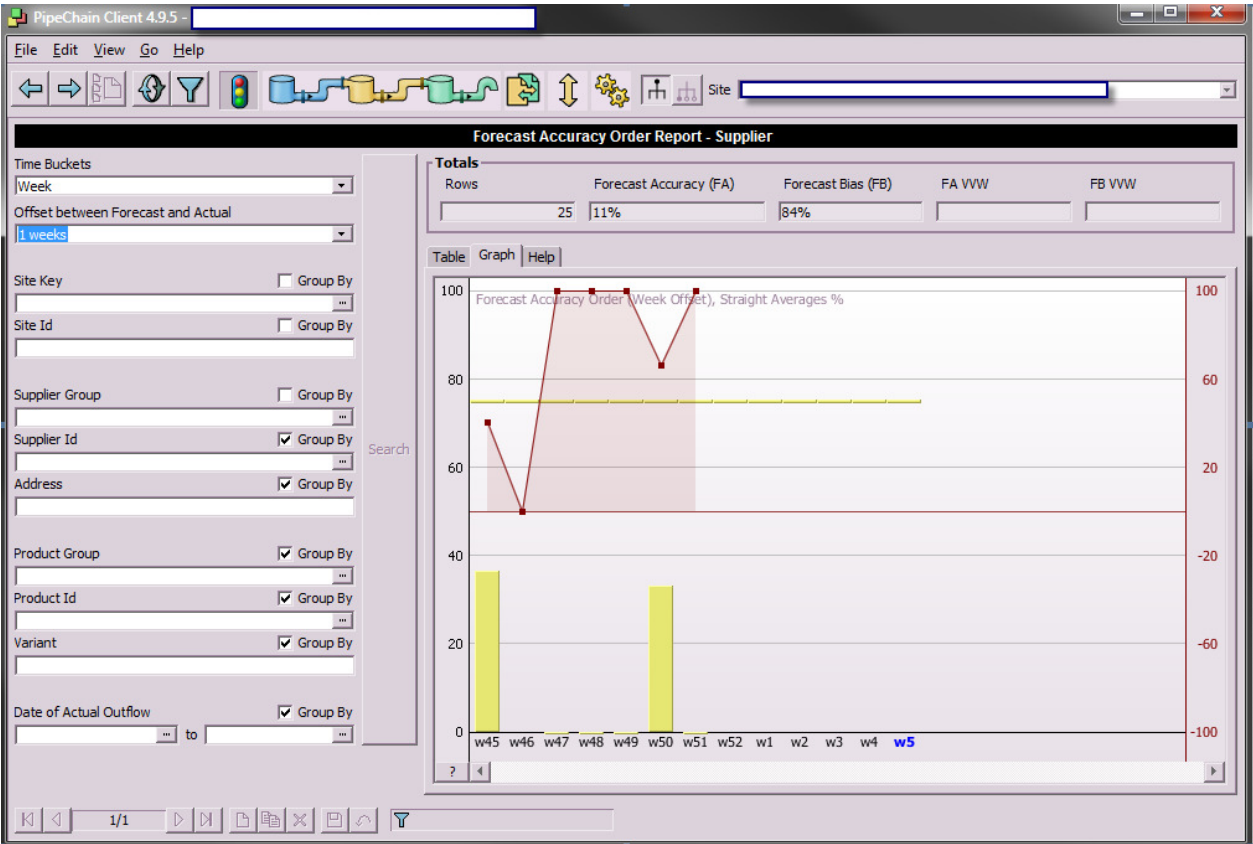 PipeChain Client 4.9.5 -
File Edit View Go Help
Site
Forecast Accuracy Order Report - Supplier
Time Buckets
Week
Offset between Forecast and Actual
1 weeks
Site Key Group By
...
Site Id Group By
Supplier Group Group By
...
Supplier Id Group By
...
Address Group By
Product Group Group By
...
Product Id Group By
...
Variant Group By
Date of Actual Outflow Group By
... to ...
Search
Totals
Rows Forecast Accuracy (FA) Forecast Bias (FB) FA VVW FB VVW
25 11% 84%
Table Graph Help
Forecast Accuracy Order (Week Offset), Straight Averages %
100 100
80 60
60 20
40 -20
20 -60
0 -100
w45 w46 w47 w48 w49 w50 w51 w52 w1 w2 w3 w4 w5
?
1/1